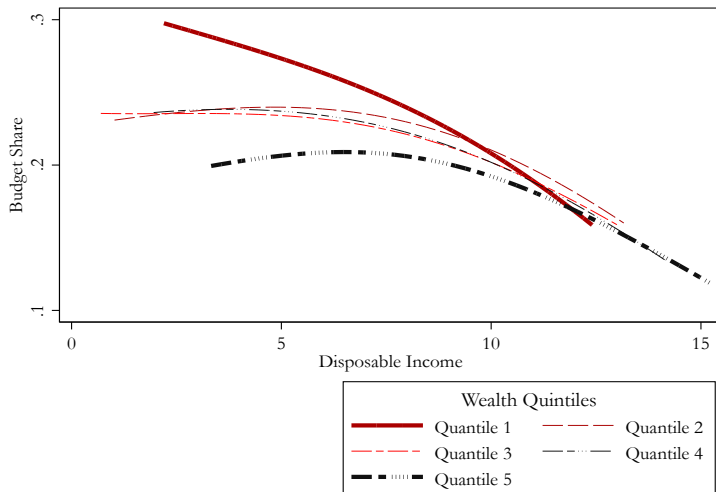 .3
.2
.1
Budget Share
0 5 10 15
Disposable Income
Wealth Quintiles
Quantile 1 Quantile 2
Quantile 3 Quantile 4
Quantile 5